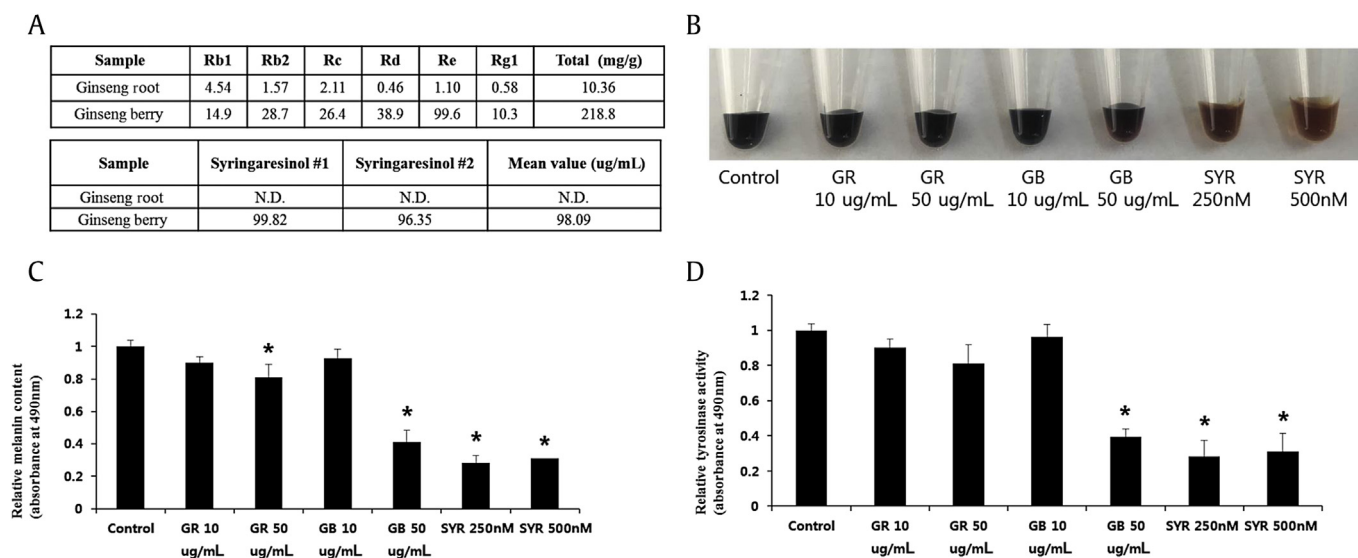 A
Sample Rb1 Rb2 Rc Rd Re Rg1 Total (mg/g)
Ginseng root 4.54 1.57 2.11 0.46 1.10 0.58 10.36
Ginseng berry 14.9 28.7 26.4 38.9 99.6 10.3 218.8
Sample Syringaresinol #1 Syringaresinol #2 Mean value (ug/mL)
Ginseng root N.D. N.D. N.D.
Ginseng berry 99.82 96.35 98.09
B
Control GR GR GB GB SYR SYR
10 ug/mL 50 ug/mL 10 ug/mL 50 ug/mL 250nM 500nM
C
Relative melanin content
(absorbance at 490nm)
1.2
1
0.8
0.6
0.4
0.2
0
*
*
*
*
Control GR 10 GR 50 GB 10 GB 50 SYR 250nM SYR 500nM
ug/mL ug/mL ug/mL ug/mL
D
Relative tyrosinase activity
(absorbance at 490nm)
1.2
1
0.8
0.6
0.4
0.2
0
*
*
*
Control GR 10 GR 50 GB 10 GB 50 SYR 250nM SYR 500nM
ug/mL ug/mL ug/mL ug/mL